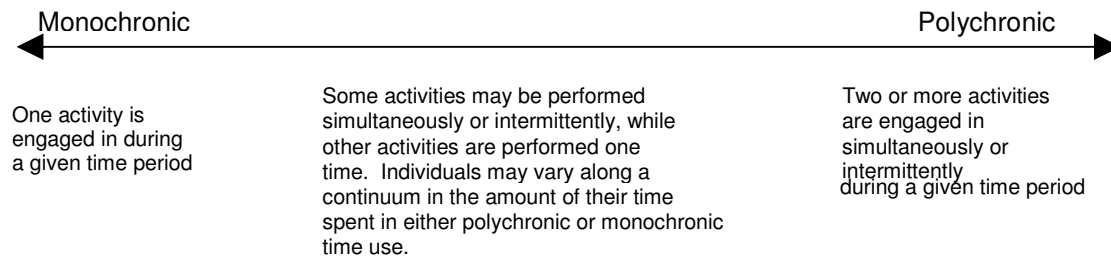 Monochronic
Polychronic
One activity is
engaged in during
a given time period
Some activities may be performed
simultaneously or intermittently, while
other activities are performed one
time. Individuals may vary along a
continuum in the amount of their time
spent in either polychronic or monochronic
time use.
Two or more activities
are engaged in
simultaneously or
intermittently
during a given time period